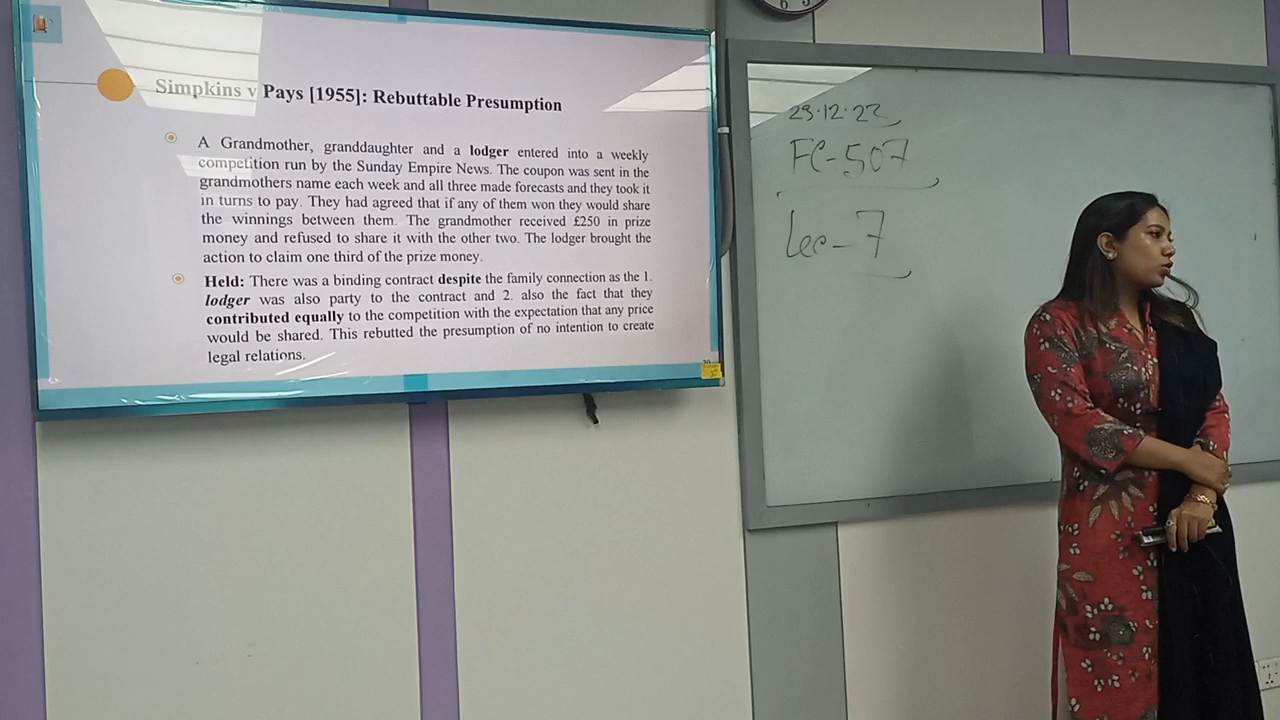 Simpkins v Pays [1955]: Rebuttable Presumption
A Grandmother, granddaughter and a lodger entered into a weekly
competition run by the Sunday Empire News. The coupon was sent in the
grandmothers name each week and all three made forecasts and they took it
in turns to pay. They had agreed that if any of them won they would share
the winnings between them. The grandmother received £250 in prize
money and refused to share it with the other two. The lodger brought the
action to claim one third of the prize money.
Held: There was a binding contract despite the family connection as the 1.
lodger was also party to the contract and 2. also the fact that they
contributed equally to the competition with the expectation that any price
would be shared. This rebutted the presumption of no intention to create
legal relations.
29.12.22
FC-507
Lec-7